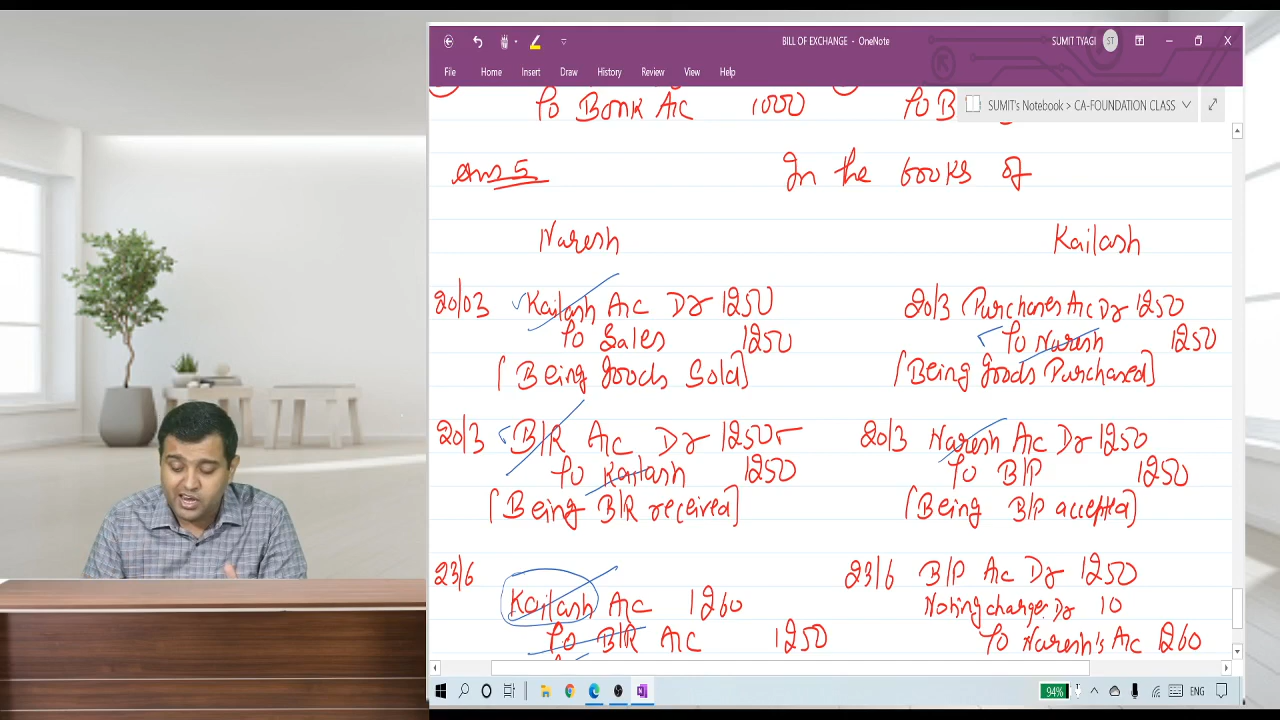 BILL OF EXCHANGE - OneNote
SUMIT TYAGI ST
File Home Insert Draw History Review View Help
SUMIT's Notebook > CA-FOUNDATION CLASS
To Bank A/c 1000 To B
Ans 5 In the books of
Naresh Kailash
20/03 Kailash A/c Dr 1250
To Sales 1250
[Being Goods Sold]
20/3 B/R A/c Dr 1250
To Kailash 1250
[Being B/R received]
23/6
Kailash A/c 1260
To B/R A/c 1250
20/3 Purchases A/c Dr 1250
To Naresh 1250
[Being Goods Purchased]
20/3 Naresh A/c Dr 1250
To B/P 1250
[Being B/P accepted]
23/6 B/P A/c Dr 1250
Noting charges Dr 10
To Naresh's A/c 1260
94% ENG